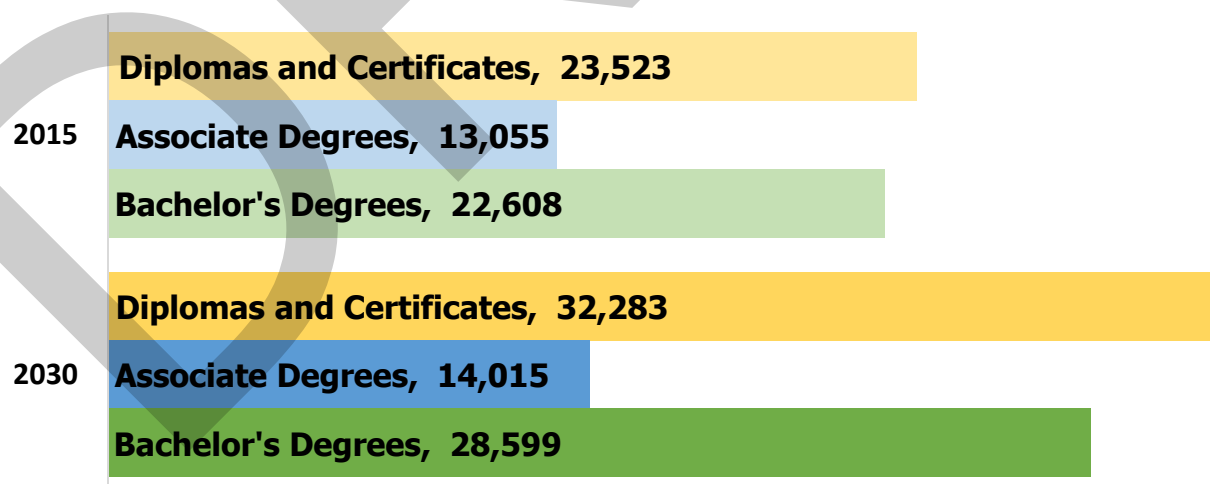 Diplomas and Certificates, 23,523
2015
Associate Degrees, 13,055
Bachelor's Degrees, 22,608
Diplomas and Certificates, 32,283
2030
Associate Degrees, 14,015
Bachelor's Degrees, 28,599